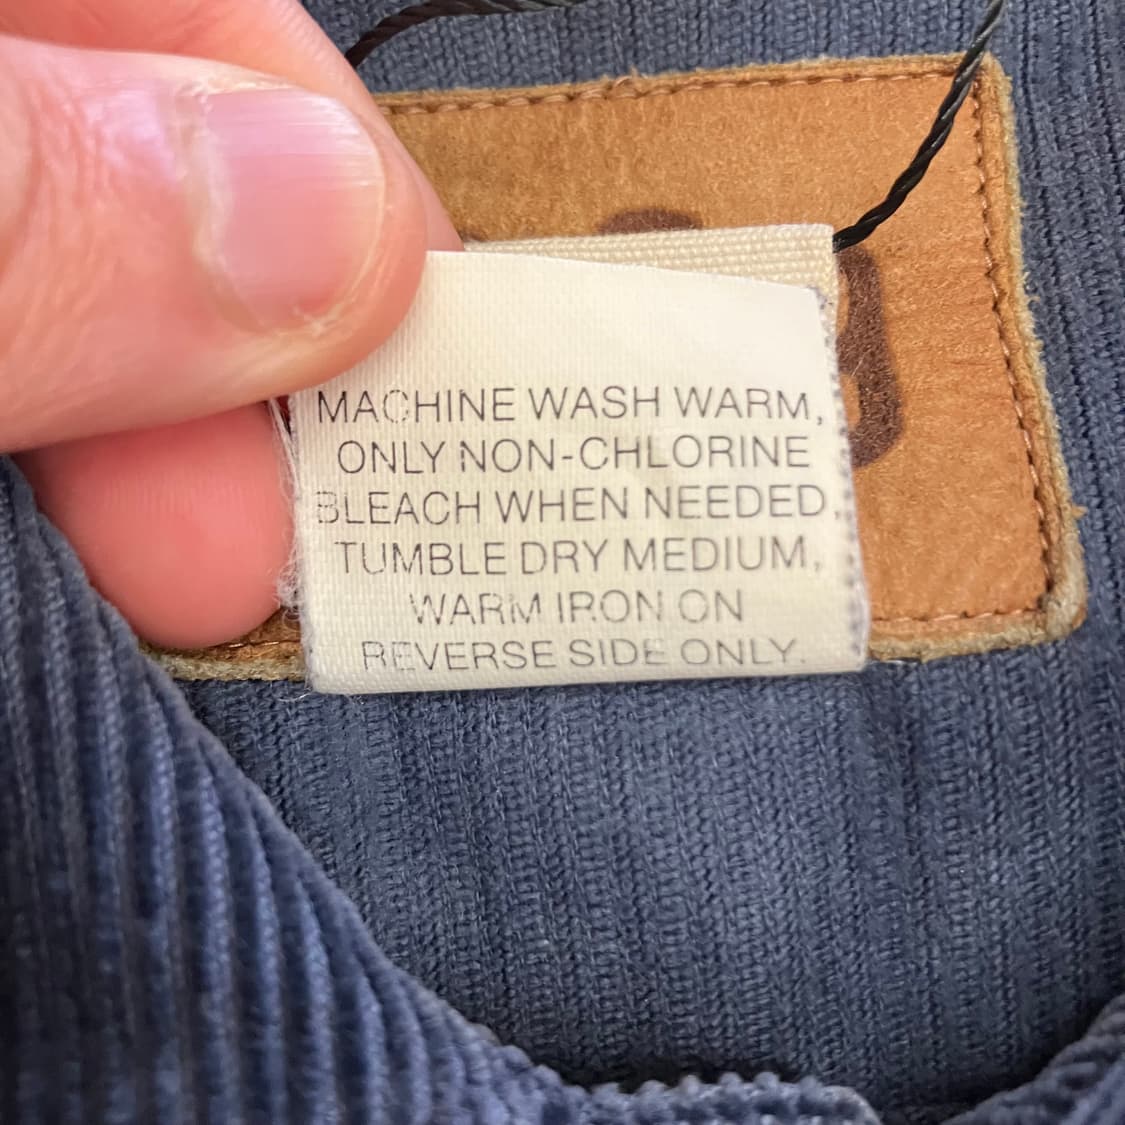 MACHINE WASH WARM,
ONLY NON-CHLORINE
BLEACH WHEN NEEDED,
TUMBLE DRY MEDIUM,
WARM IRON ON
REVERSE SIDE ONLY.